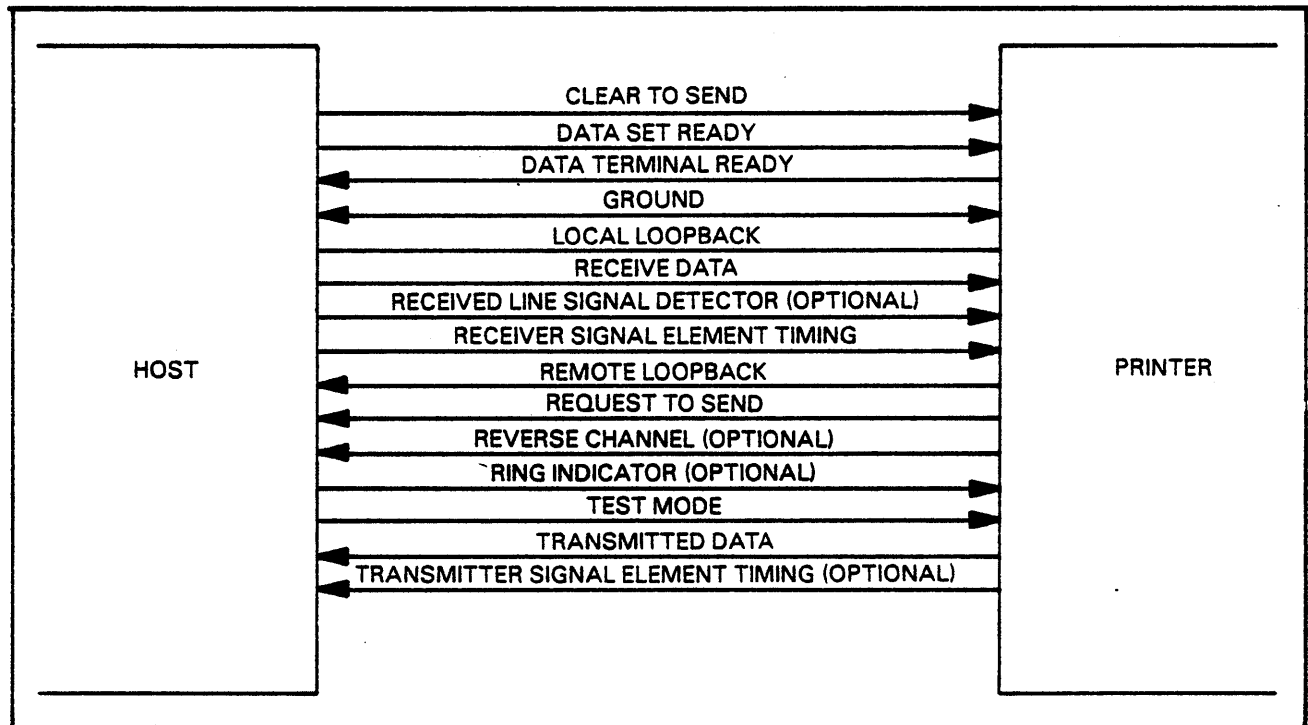 CLEAR TO SEND
DATA SET READY
DATA TERMINAL READY
GROUND
LOCAL LOOPBACK
RECEIVE DATA
RECEIVED LINE SIGNAL DETECTOR (OPTIONAL)
RECEIVER SIGNAL ELEMENT TIMING
HOST
REMOTE LOOPBACK
PRINTER
REQUEST TO SEND
REVERSE CHANNEL (OPTIONAL)
RING INDICATOR (OPTIONAL)
TEST MODE
TRANSMITTED DATA
TRANSMITTER SIGNAL ELEMENT TIMING (OPTIONAL)